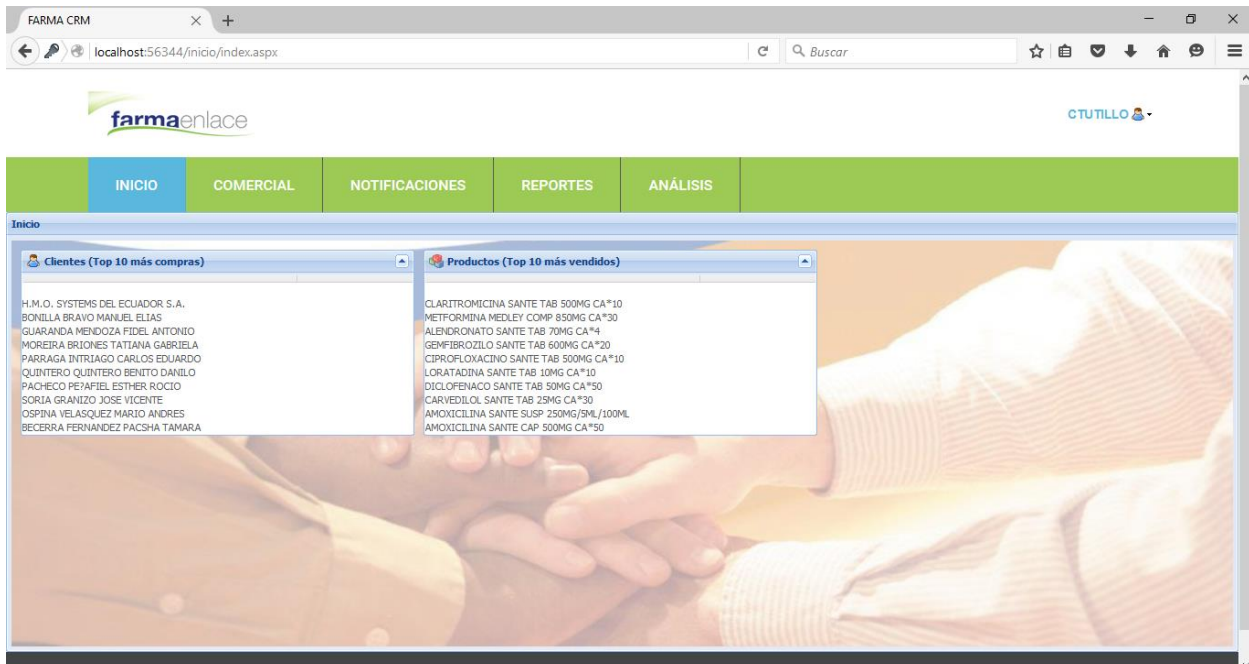 FARMA CRM
localhost:56344/inicio/index.aspx
Buscar
farmaenlace
CTUTILLO
INICIO COMERCIAL NOTIFICACIONES REPORTES ANÁLISIS
Inicio
Clientes (Top 10 más compras)
H.M.O. SYSTEMS DEL ECUADOR S.A.
BONILLA BRAVO MANUEL ELIAS
GUARANDA MENDOZA FIDEL ANTONIO
MOREIRA BRIONES TATIANA GABRIELA
PARRAGA INTRIAGO CARLOS EDUARDO
QUINTERO QUINTERO BENITO DANILO
PACHECO PE?AFIEL ESTHER ROCIO
SORIA GRANIZO JOSE VICENTE
OSPINA VELASQUEZ MARIO ANDRES
BECERRA FERNANDEZ PACSHA TAMARA
Productos (Top 10 más vendidos)
CLARITROMICINA SANTE TAB 500MG CA*10
METFORMINA MEDLEY COMP 850MG CA*30
ALENDRONATO SANTE TAB 70MG CA*4
GEMFIBROZILO SANTE TAB 600MG CA*20
CIPROFLOXACINO SANTE TAB 500MG CA*10
LORATADINA SANTE TAB 10MG CA*10
DICLOFENACO SANTE TAB 50MG CA*50
CARVEDILOL SANTE TAB 25MG CA*30
AMOXICILINA SANTE SUSP 250MG/5ML/100ML
AMOXICILINA SANTE CAP 500MG CA*50